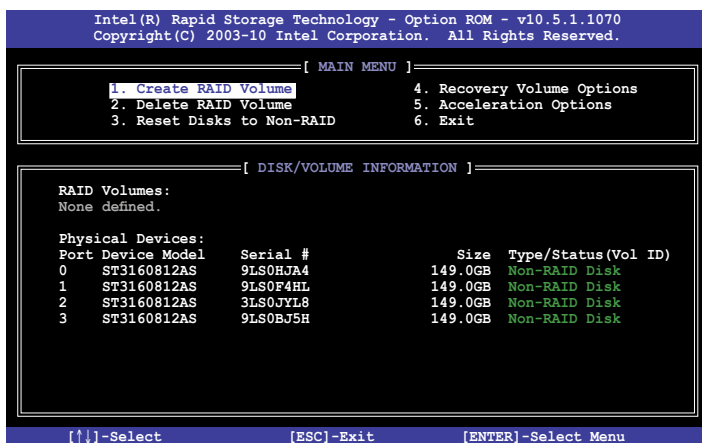 Intel(R) Rapid Storage Technology - Option ROM - v10.5.1.1070
Copyright(C) 2003-10 Intel Corporation. All Rights Reserved.
[ MAIN MENU ]
1. Create RAID Volume 4. Recovery Volume Options
2. Delete RAID Volume 5. Acceleration Options
3. Reset Disks to Non-RAID 6. Exit
[ DISK/VOLUME INFORMATION ]
RAID Volumes:
None defined.
Physical Devices:
Port Device Model Serial # Size Type/Status(Vol ID)
0 ST3160812AS 9LS0HJA4 149.0GB Non-RAID Disk
1 ST3160812AS 9LS0F4HL 149.0GB Non-RAID Disk
2 ST3160812AS 3LS0JYL8 149.0GB Non-RAID Disk
3 ST3160812AS 9LS0BJ5H 149.0GB Non-RAID Disk
[↑↓]-Select [ESC]-Exit [ENTER]-Select Menu